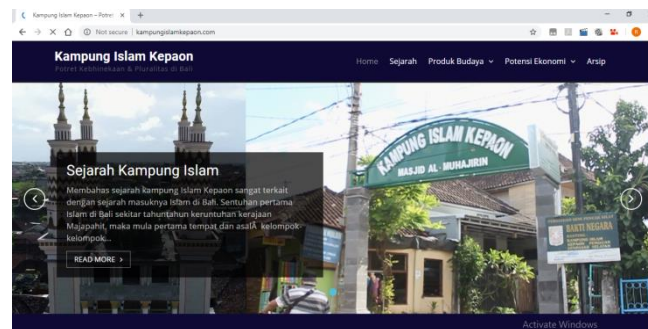 Kampung Islam Kepaon – Potret
Not secure | kampungislamkepaon.com
Kampung Islam Kepaon
Potret Kebhinekaan & Pluralitas di Bali
Home Sejarah Produk Budaya Potensi Ekonomi Arsip
KAMPUNG ISLAM KEPAON
MASJID AL-MUHAJIRIN
Sejarah Kampung Islam
Membahas sejarah kampung Islam Kepaon sangat terkait
dengan sejarah masuknya Islam di Bali. Sentuhan pertama
Islam di Bali sekitar tahuntahun keruntuhan kerajaan
Majapahit, maka mula pertama tempat dan asalÂ kelompok
kelompok...
READ MORE >
BAKTI NEGARA
Activate Windows